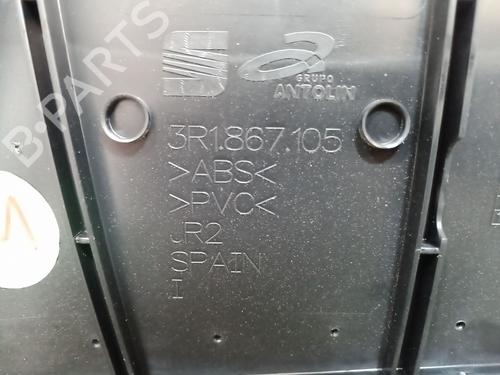 GRUPO
ANTOLIN
3R1.867.105
>ABS<
>PVC<
JR2
SPAIN
I
B-PARTS